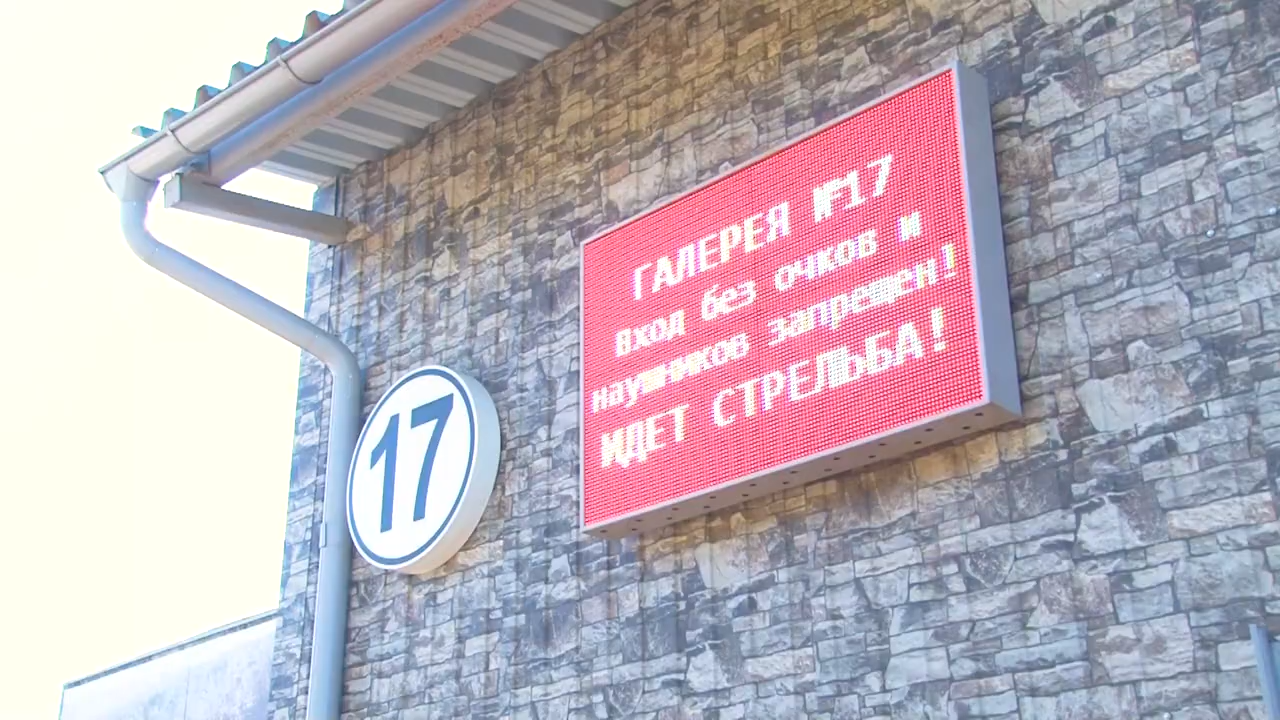 17
ГАЛЕРЕЯ №17
Вход без очков и
наушников запрещен!
ИДЕТ СТРЕЛЬБА!